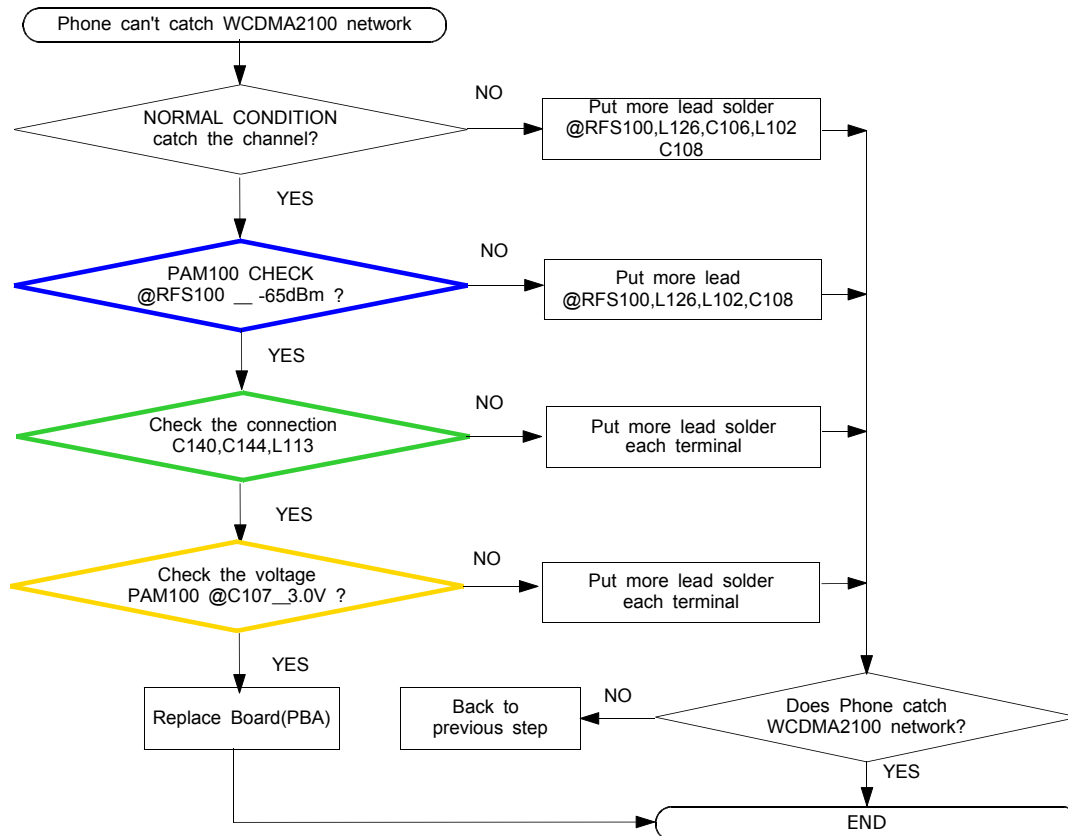 Phone can't catch WCDMA2100 network
NORMAL CONDITION
catch the channel?
NO
Put more lead solder
@RFS100,L126,C106,L102
C108
YES
PAM100 CHECK
@RFS100 __ -65dBm ?
NO
Put more lead
@RFS100,L126,L102,C108
YES
Check the connection
C140,C144,L113
NO
Put more lead solder
each terminal
YES
Check the voltage
PAM100 @C107__3.0V ?
NO
Put more lead solder
each terminal
YES
Replace Board(PBA)
Back to
previous step
NO
Does Phone catch
WCDMA2100 network?
YES
END